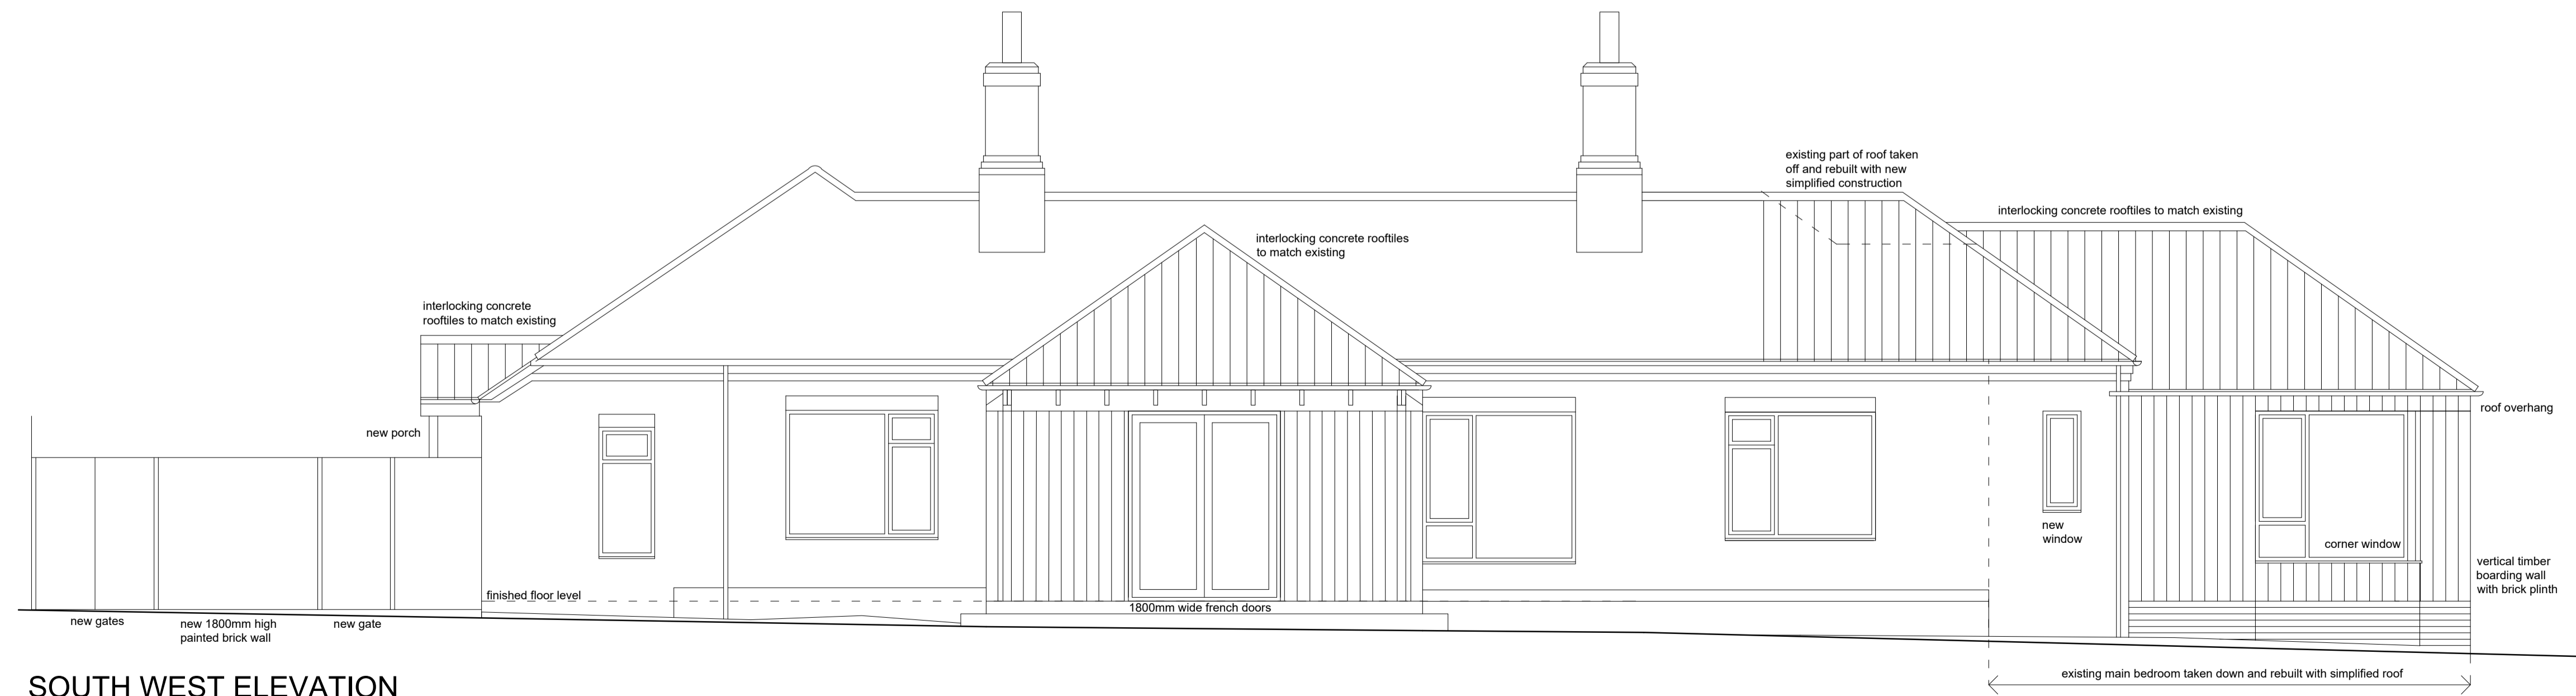 existing part of roof taken
off and rebuilt with new
simplified construction
interlocking concrete rooftiles to match existing
interlocking concrete rooftiles
to match existing
interlocking concrete
rooftiles to match existing
roof overhang
new porch
new
window
corner window
vertical timber
boarding wall
with brick plinth
finished floor level
1800mm wide french doors
new gates
new 1800mm high
painted brick wall
new gate
existing main bedroom taken down and rebuilt with simplified roof
SOUTH WEST ELEVATION